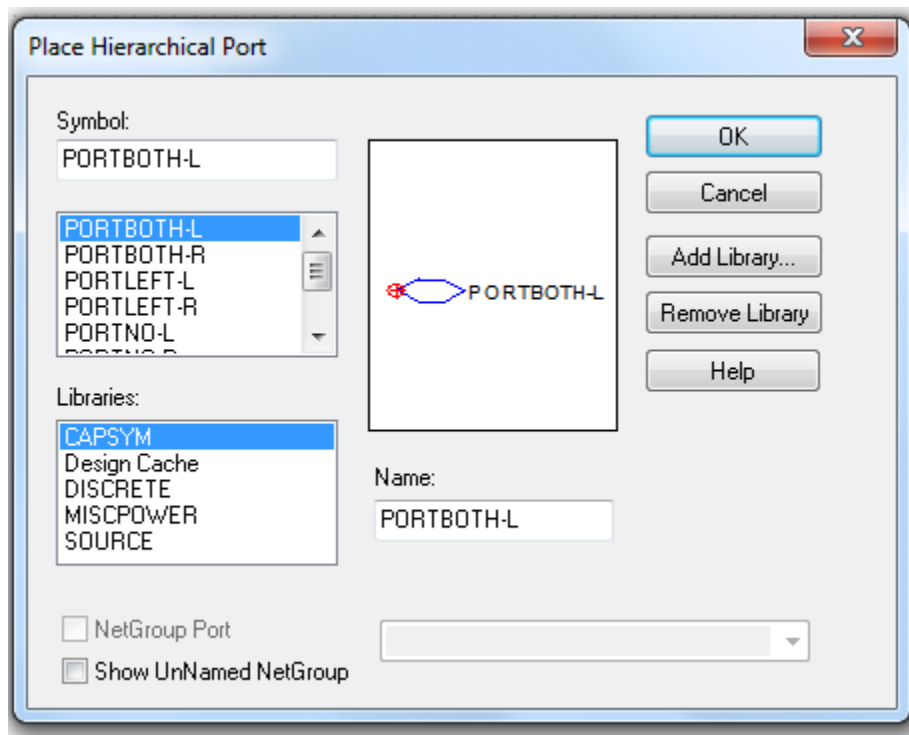 Place Hierarchical Port
Symbol:
PORTBOTH-L
PORTBOTH-L
PORTBOTH-R
PORTLEFT-L
PORTLEFT-R
PORTNO-L
PORTBOTH-L
OK
Cancel
Add Library...
Remove Library
Help
Libraries:
CAPSYM
Design Cache
DISCRETE
MISCPOWER
SOURCE
Name:
PORTBOTH-L
NetGroup Port
Show UnNamed NetGroup